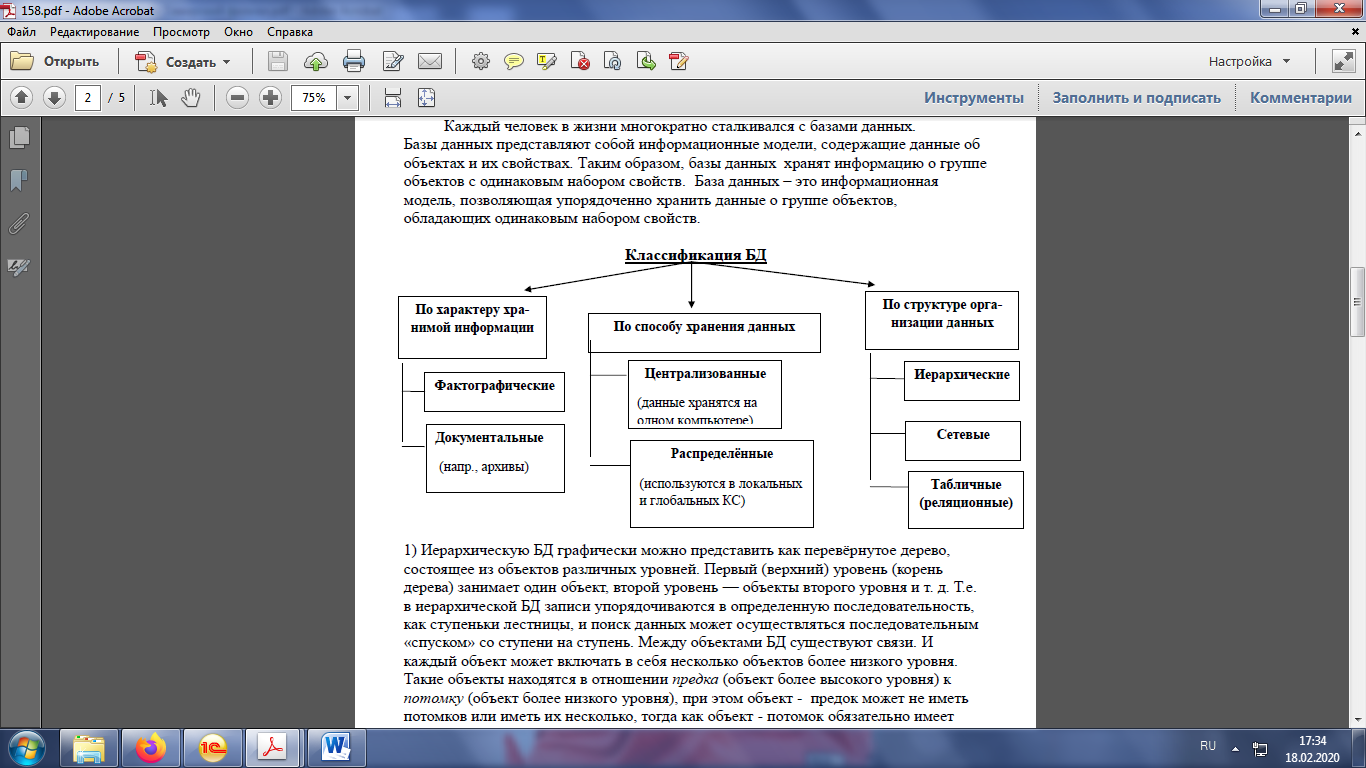 158.pdf - Adobe Acrobat
Файл Редактирование Просмотр Окно Справка
Открыть Создать Настройка
2 / 5 75% Инструменты Заполнить и подписать Комментарии
Каждый человек в жизни многократно сталкивался с базами данных.
Базы данных представляют собой информационные модели, содержащие данные об
объектах и их свойствах. Таким образом, базы данных хранят информацию о группе
объектов с одинаковым набором свойств. База данных – это информационная
модель, позволяющая упорядоченно хранить данные о группе объектов,
обладающих одинаковым набором свойств.
Классификация БД
По характеру хра-
нимой информации
Фактографические
Документальные
(напр., архивы)
По способу хранения данных
Централизованные
(данные хранятся на
одном компьютере)
Распределённые
(используются в локальных
и глобальных КС)
По структуре орга-
низации данных
Иерархические
Сетевые
Табличные
(реляционные)
1) Иерархическую БД графически можно представить как перевёрнутое дерево,
состоящее из объектов различных уровней. Первый (верхний) уровень (корень
дерева) занимает один объект, второй уровень — объекты второго уровня и т. д. Т.е.
в иерархической БД записи упорядочиваются в определенную последовательность,
как ступеньки лестницы, и поиск данных может осуществляться последовательным
«спуском» со ступени на ступень. Между объектами БД существуют связи. И
каждый объект может включать в себя несколько объектов более низкого уровня.
Такие объекты находятся в отношении предка (объект более высокого уровня) к
потомку (объект более низкого уровня), при этом объект - предок может не иметь
потомков или иметь их несколько, тогда как объект - потомок обязательно имеет
RU
17:34
18.02.2020